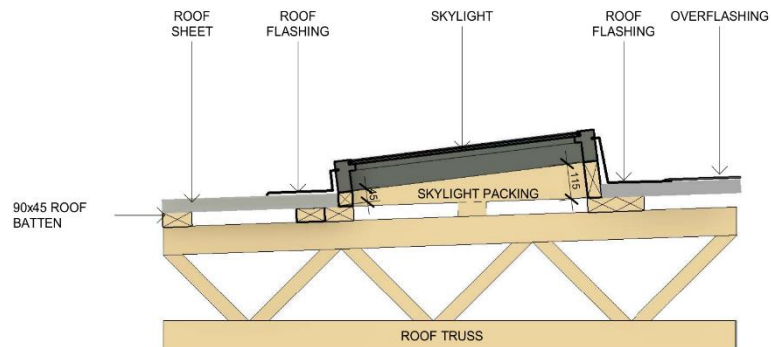 ROOF
SHEET
ROOF
FLASHING
SKYLIGHT
ROOF
FLASHING
OVERFLASHING
90x45 ROOF
BATTEN
45
SKYLIGHT PACKING
115
ROOF TRUSS